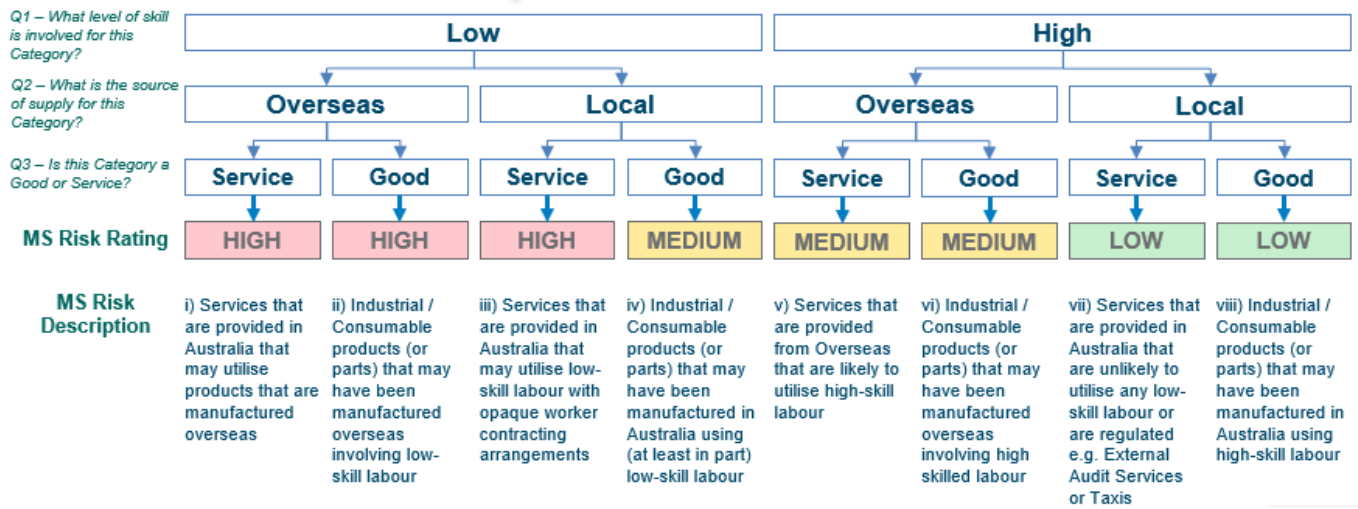 Q1 – What level of skill
is involved for this
Category?
Low
High
Q2 – What is the source
of supply for this
Category?
Overseas
Local
Overseas
Local
Q3 – Is this Category a
Good or Service?
Service
Good
Service
Good
Service
Good
Service
Good
MS Risk Rating
HIGH
HIGH
HIGH
MEDIUM
MEDIUM
MEDIUM
LOW
LOW
MS Risk
Description
i) Services that
are provided in
Australia that
may utilise
products that are
manufactured
overseas
ii) Industrial /
Consumable
products (or
parts) that may
have been
manufactured
overseas
involving low-
skill labour
iii) Services that
are provided in
Australia that
may utilise low-
skill labour with
opaque worker
contracting
arrangements
iv) Industrial /
Consumable
products (or
parts) that may
have been
manufactured in
Australia using
(at least in part)
low-skill labour
v) Services that
are provided
from Overseas
that are likely to
utilise high-skill
labour
vi) Industrial /
Consumable
products (or
parts) that may
have been
manufactured
overseas
involving high
skilled labour
vii) Services that
are provided in
Australia that
are unlikely to
utilise any low-
skill labour or
are regulated
e.g. External
Audit Services
or Taxis
viii) Industrial /
Consumable
products (or
parts) that may
have been
manufactured in
Australia using
high-skill labour